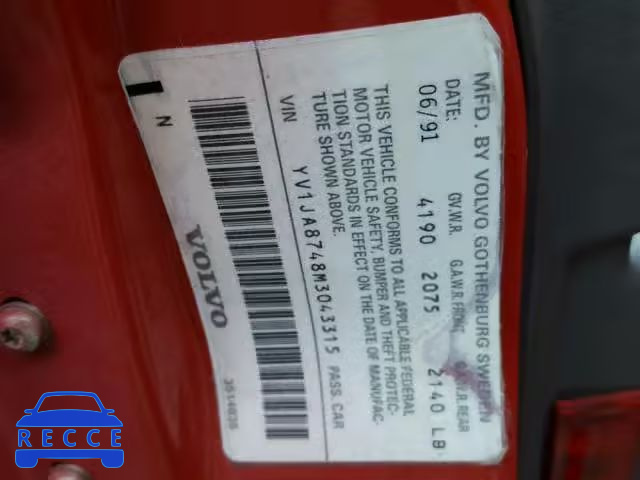 MFD. BY VOLVO GOTHENBURG SWEDEN
DATE: GV.W.R. G.A.W.R.FRONT G.A.W.R.REAR
06/91 4190 2075 2140 LB
THIS VEHICLE CONFORMS TO ALL APPLICABLE FEDERAL
MOTOR VEHICLE SAFETY, BUMPER AND THEFT PROTEC-
TION STANDARDS IN EFFECT ON THE DATE OF MANUFAC-
TURE SHOWN ABOVE.
VIN YV1JA8748M3043315 PASS. CAR
N
VOLVO
RECCE